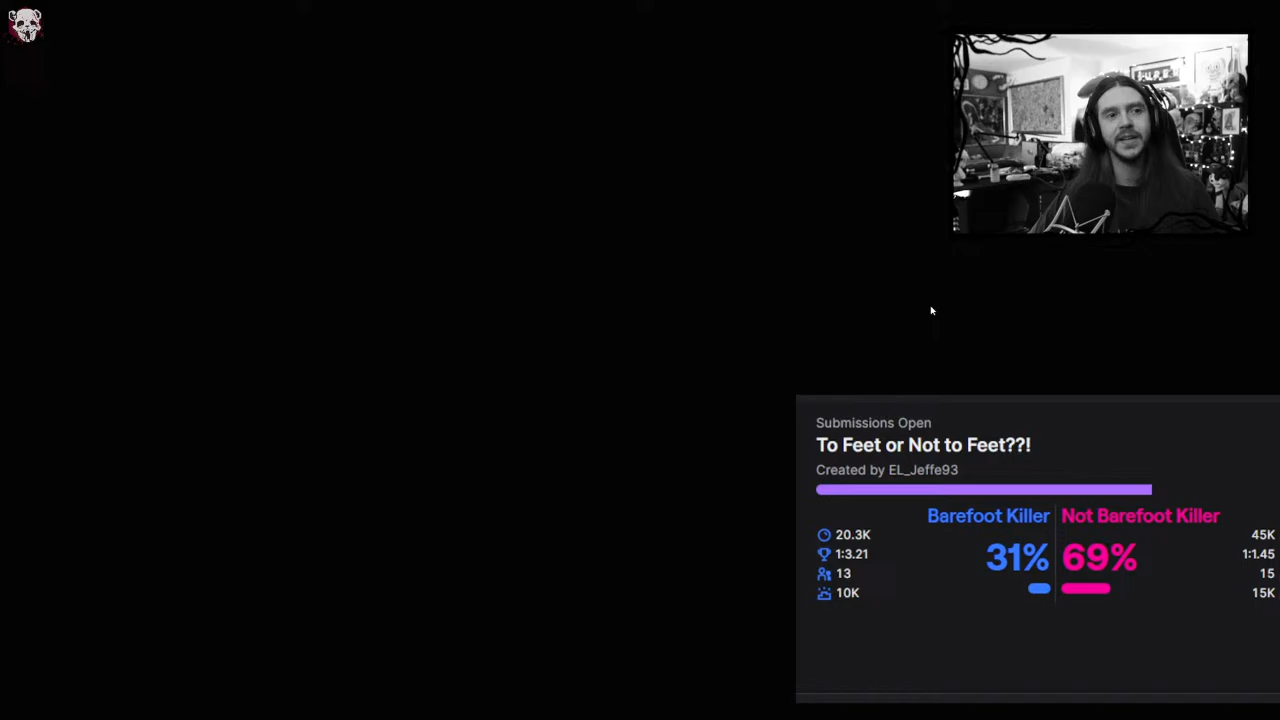 SUPER
Submissions Open
To Feet or Not to Feet??!
Created by EL_Jeffe93
Barefoot Killer Not Barefoot Killer
20.3K 31% 69% 45K
1:3.21 1:1.45
13 15
10K 15K